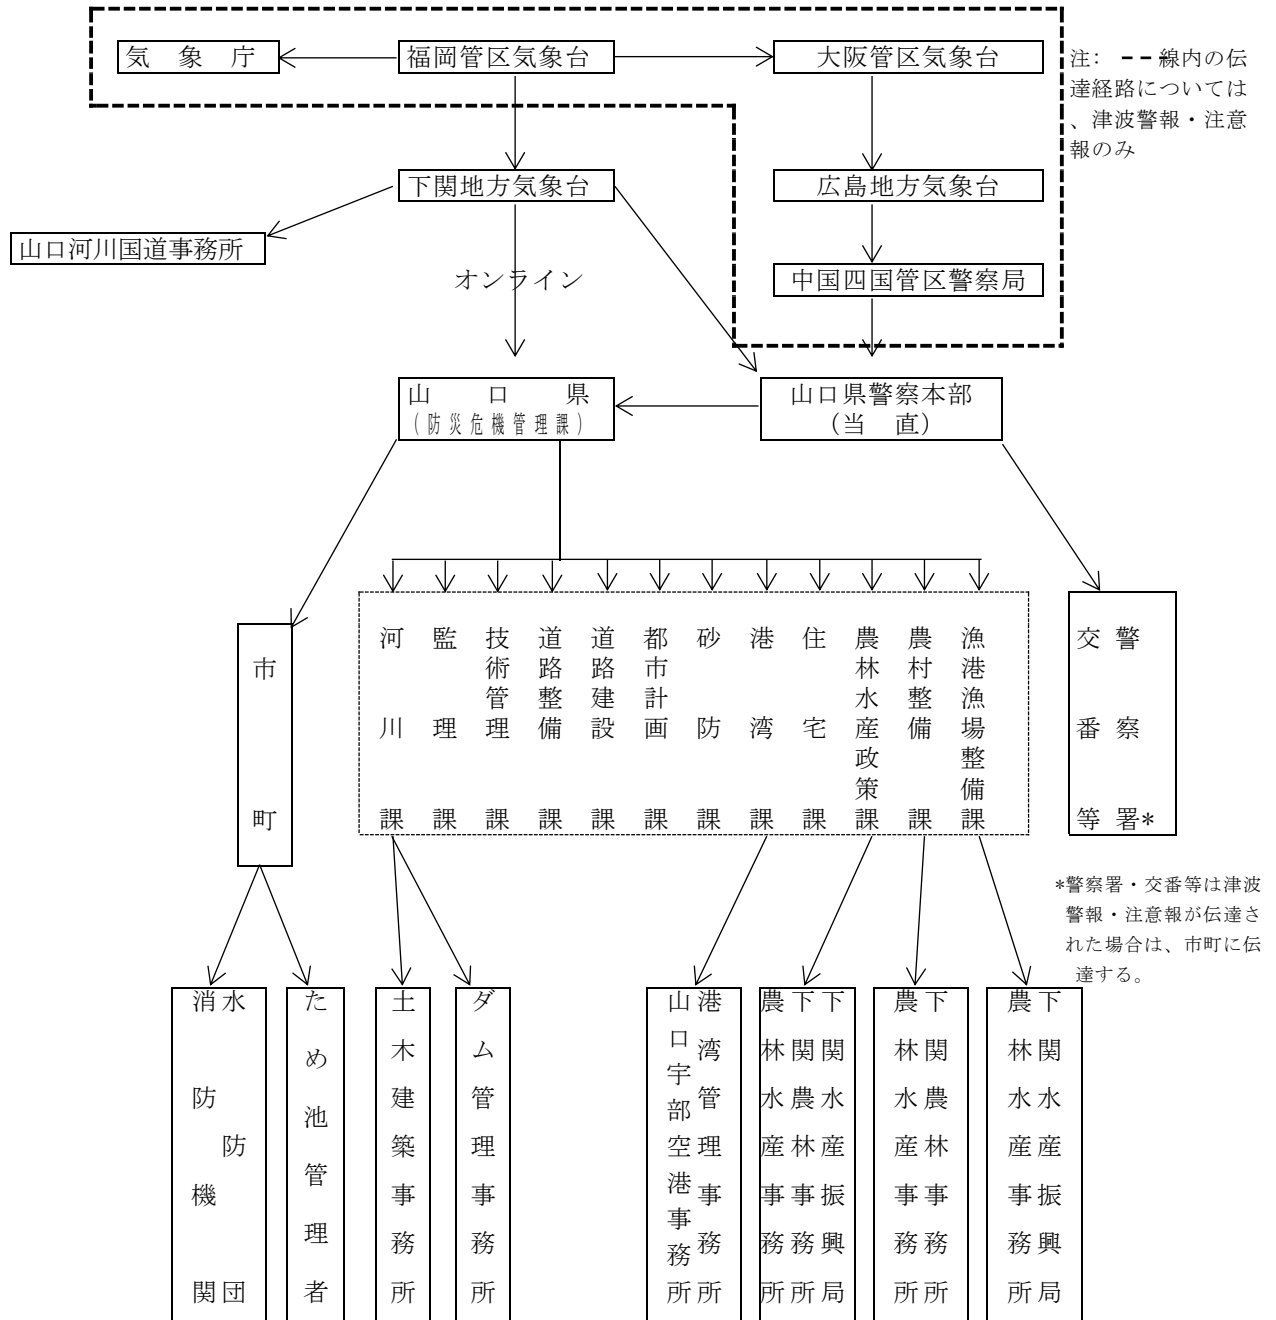 気　象　庁
福岡管区気象台
大阪管区気象台
注：　--線内の伝
達経路については
、津波警報・注意
報のみ
下関地方気象台
広島地方気象台
山口河川国道事務所
オンライン
中国四国管区警察局
山　口　県
(防災危機管理課)
山口県警察本部
(当　直)
市町
河川課
監理課
技術管理課
道路整備課
道路建設課
都市計画課
砂防課
港湾課
住宅課
農林水産政策課
農村整備課
漁港漁場整備課
警察署*
交番等
*警察署・交番等は津波
警報・注意報が伝達さ
れた場合は、市町に伝
達する。
水防団
消防機関
ため池管理者
土木建築事務所
ダム管理事務所
港湾管理事務所
山口宇部空港事務所
下関水産振興局
下関農林事務所
農林水産事務所
下関農林事務所
農林水産事務所
下関水産振興局
農林水産事務所